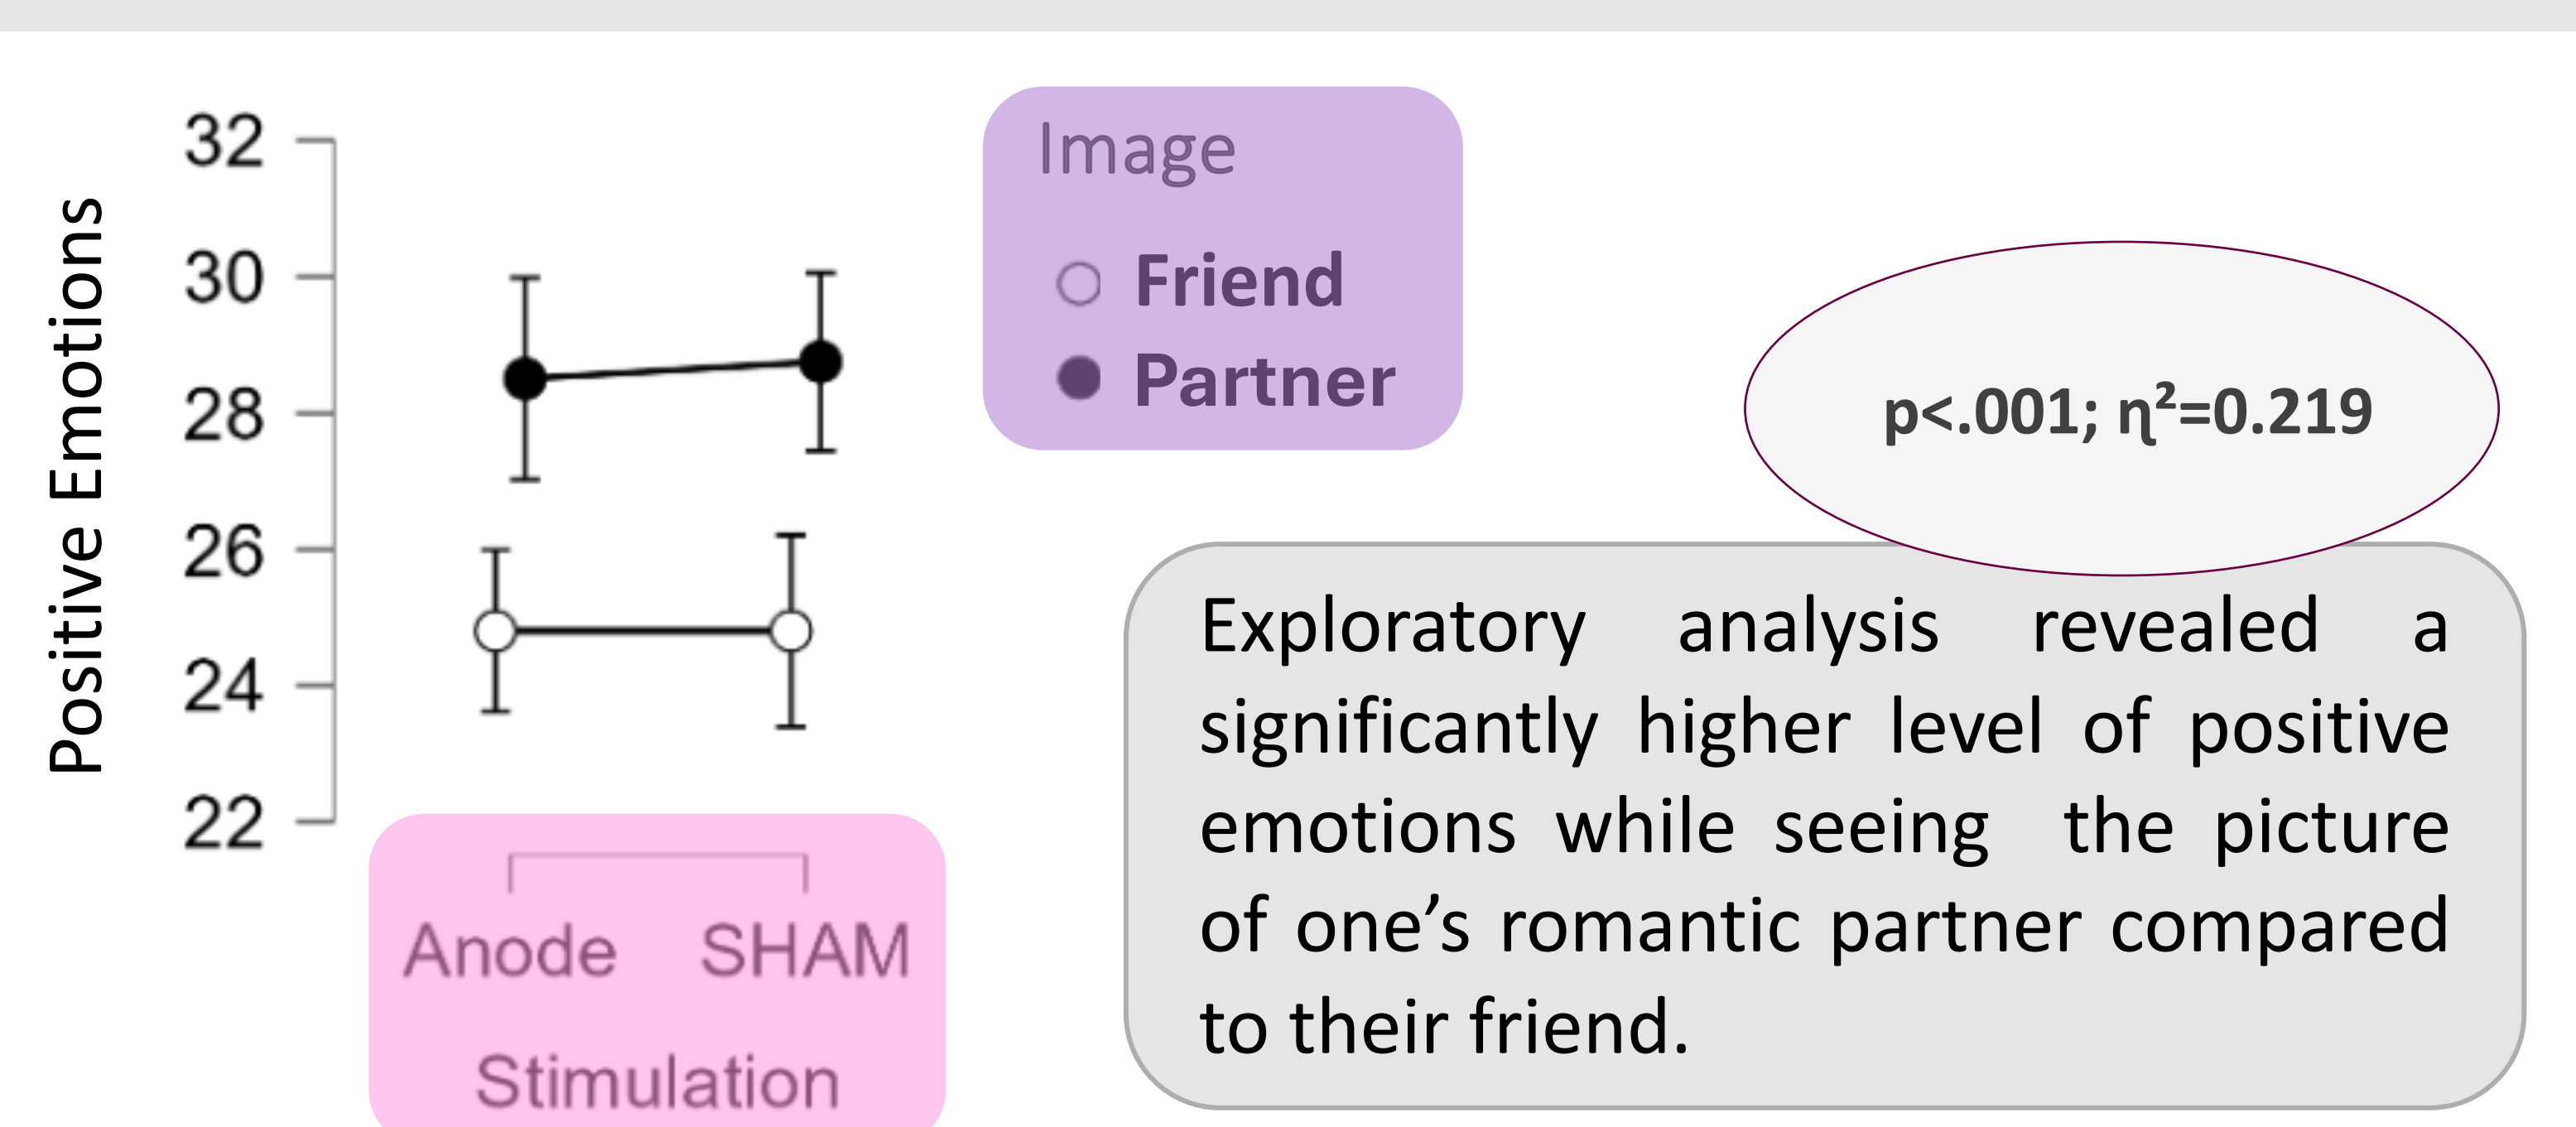 Positive Emotions
32
30
28
26
24
22
Anode SHAM
Stimulation
Image
Friend
Partner
p<.001; η²=0.219
Exploratory analysis revealed a
significantly higher level of positive
emotions while seeing the picture
of one’s romantic partner compared
to their friend.